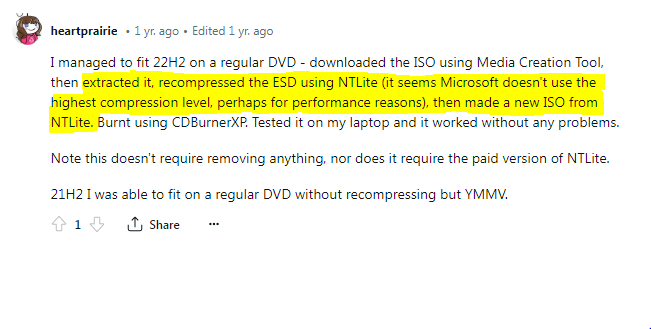 heartprairie • 1 yr. ago • Edited 1 yr. ago
I managed to fit 22H2 on a regular DVD - downloaded the ISO using Media Creation Tool,
then extracted it, recompressed the ESD using NTLite (it seems Microsoft doesn't use the
highest compression level, perhaps for performance reasons), then made a new ISO from
NTLite. Burnt using CDBurnerXP. Tested it on my laptop and it worked without any problems.
Note this doesn't require removing anything, nor does it require the paid version of NTLite.
21H2 I was able to fit on a regular DVD without recompressing but YMMV.
1 Share ...